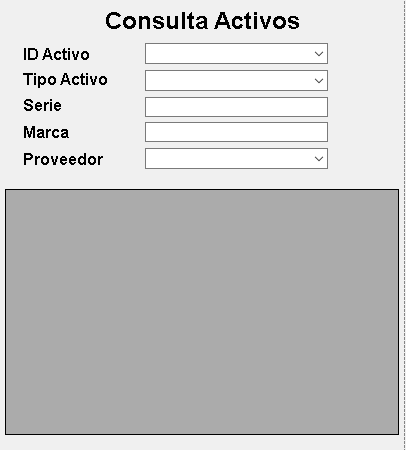 Consulta Activos
ID Activo
Tipo Activo
Serie
Marca
Proveedor